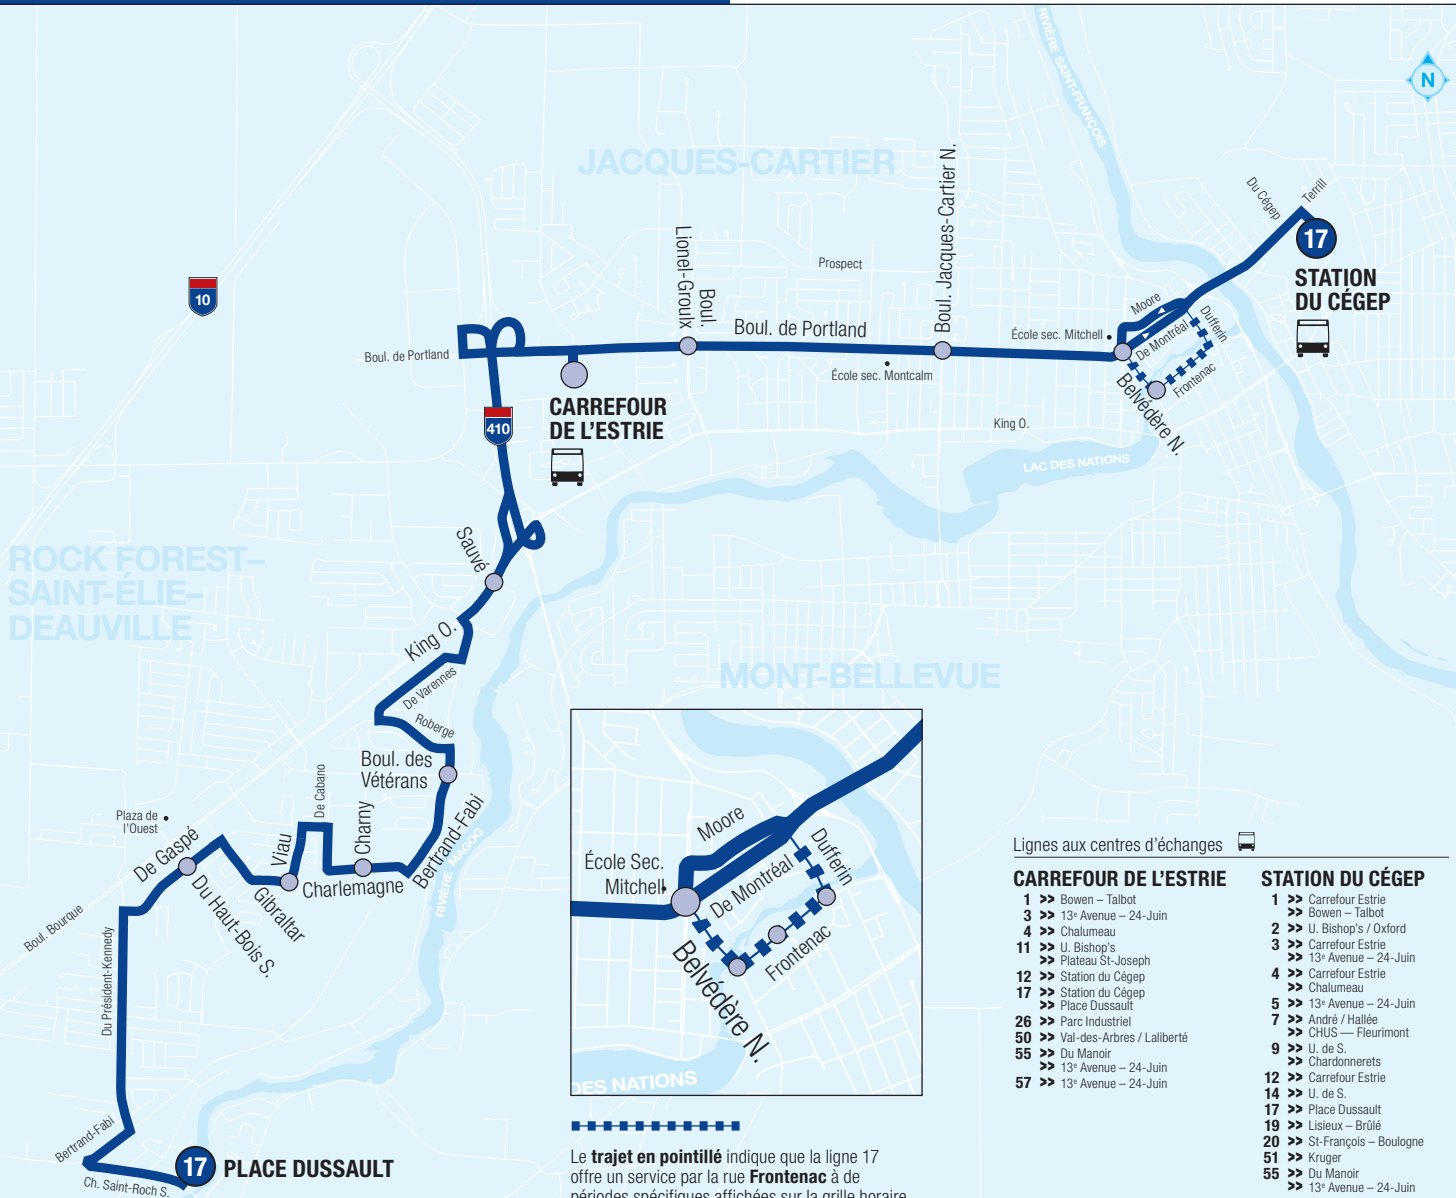 RIVIÈRE SAINT-FRANÇOIS
N
JACQUES-CARTIER
Du Cégep
Terrill
17
STATION
DU CÉGEP
10
Boul. de Portland
Boul.
Lionel-Groulx
Boul. de Portland
Prospect
Boul. Jacques-Cartier N.
École sec. Montcalm
École sec. Mitchell
Moore
De Montréal
Dufferin
Frontenac
Belvédère N.
King O.
LAC DES NATIONS
410
CARREFOUR
DE L'ESTRIE
ROCK FOREST–
SAINT-ÉLIE–
DEAUVILLE
Sauvé
King O.
De Varennes
Roberge
MONT-BELLEVUE
Boul. des
Vétérans
Bertrand-Fabi
RIVIÈRE MAGOG
Charny
De Cabano
Charlemagne
Viau
Gibraltar
Du Haut-Bois S.
De Gaspé
Plaza de
l'Ouest
Boul. Bourque
Du Président-Kennedy
Bertrand-Fabi
Ch. Saint-Roch S.
17
PLACE DUSSAULT
Moore
École Sec.
Mitchell
De Montréal
Dufferin
Frontenac
Belvédère N.
DES NATIONS
Le trajet en pointillé indique que la ligne 17
offre un service par la rue Frontenac à de
périodes spécifiques affichées sur la grille horaire
Lignes aux centres d'échanges
CARREFOUR DE L'ESTRIE
1 >> Bowen – Talbot
3 >> 13e Avenue – 24-Juin
4 >> Chalumeau
11 >> U. Bishop's
>> Plateau St-Joseph
12 >> Station du Cégep
17 >> Station du Cégep
>> Place Dussault
26 >> Parc Industriel
50 >> Val-des-Arbres / Laliberté
55 >> Du Manoir
>> 13e Avenue – 24-Juin
57 >> 13e Avenue – 24-Juin
STATION DU CÉGEP
1 >> Carrefour Estrie
>> Bowen – Talbot
2 >> U. Bishop's / Oxford
3 >> Carrefour Estrie
>> 13e Avenue – 24-Juin
4 >> Carrefour Estrie
>> Chalumeau
5 >> 13e Avenue – 24-Juin
7 >> André / Hallée
>> CHUS — Fleurimont
9 >> U. de S.
>> Chardonnerets
12 >> Carrefour Estrie
14 >> U. de S.
17 >> Place Dussault
19 >> Lisieux – Brûlé
20 >> St-François – Boulogne
51 >> Kruger
55 >> Du Manoir
>> 13e Avenue – 24-Juin